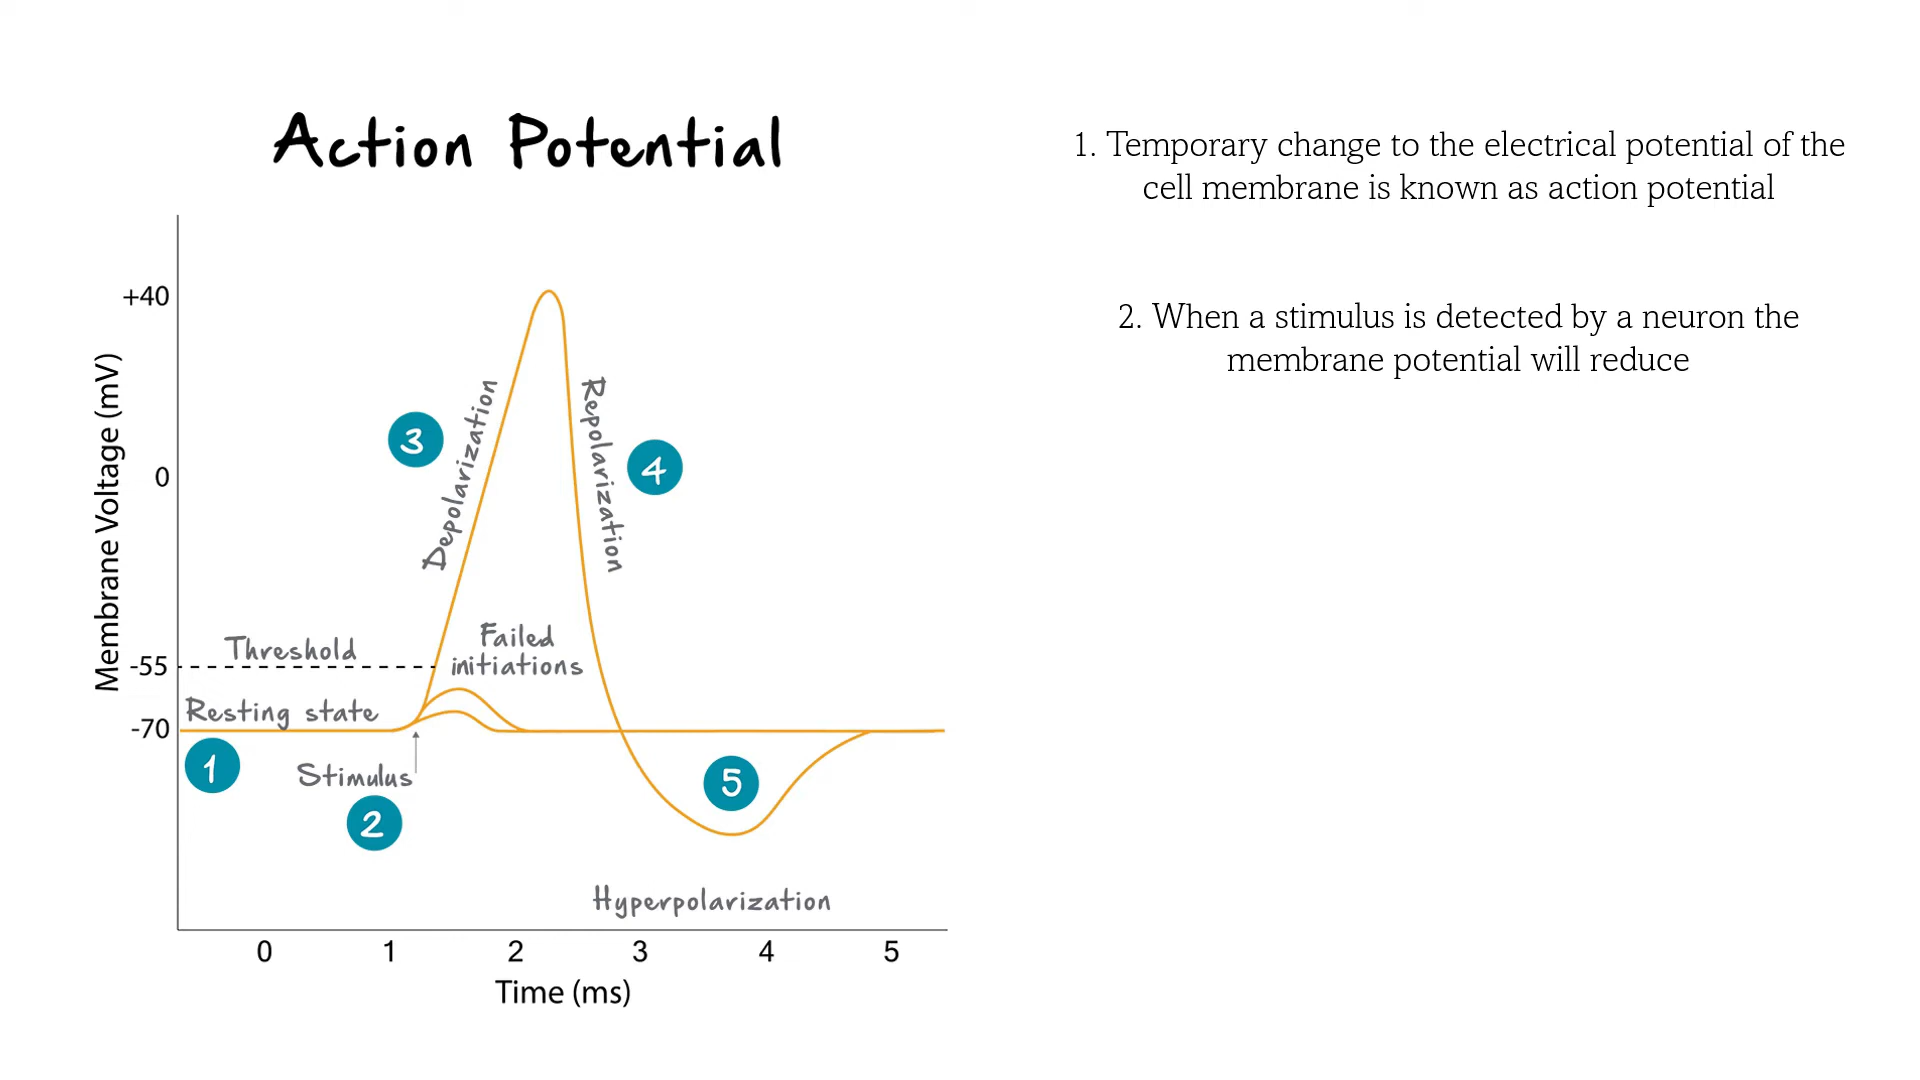 Action Potential
1. Temporary change to the electrical potential of the
cell membrane is known as action potential
2. When a stimulus is detected by a neuron the
membrane potential will reduce
Membrane Voltage (mV)
+40
0
-55
-70
3
Depolarization
Repolarization
4
Threshold
Failed
initiations
Resting state
1
Stimulus
2
5
Hyperpolarization
0 1 2 3 4 5
Time (ms)